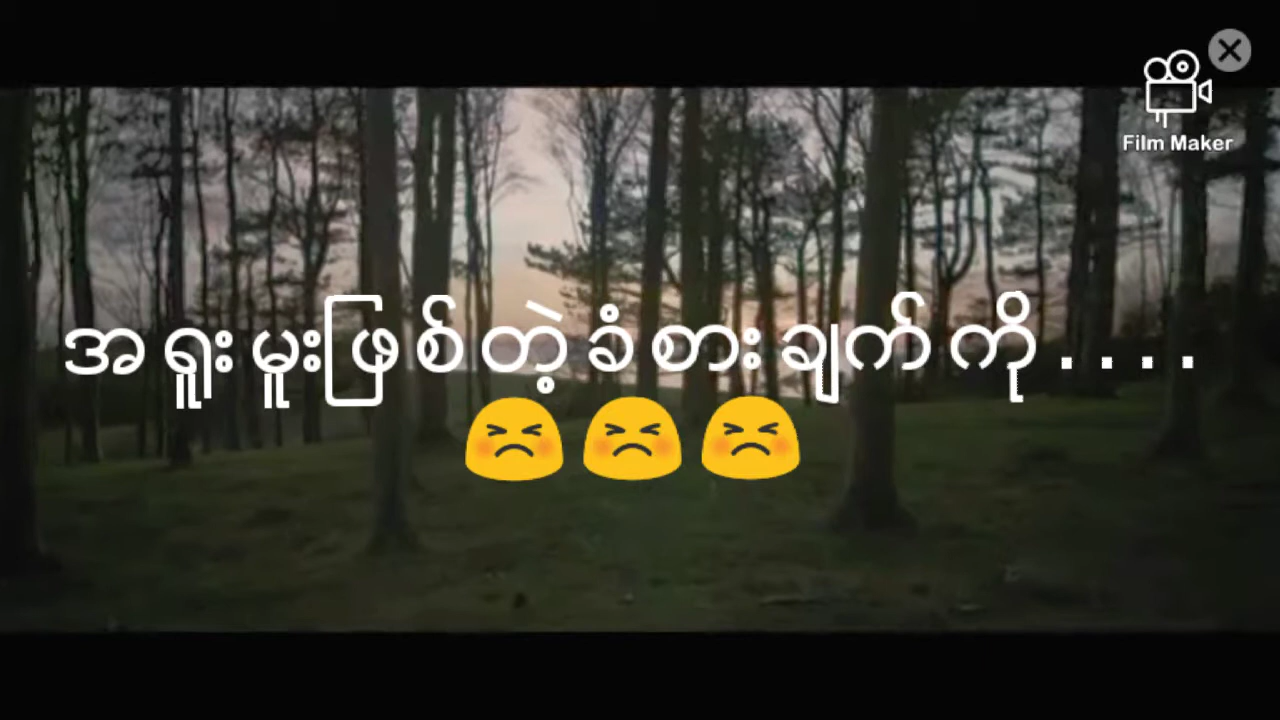 Film Maker
အ ရူး မူးဖြစ် တဲ့ ခံ စား ချက် ကို . . . .
😣 😣 😣